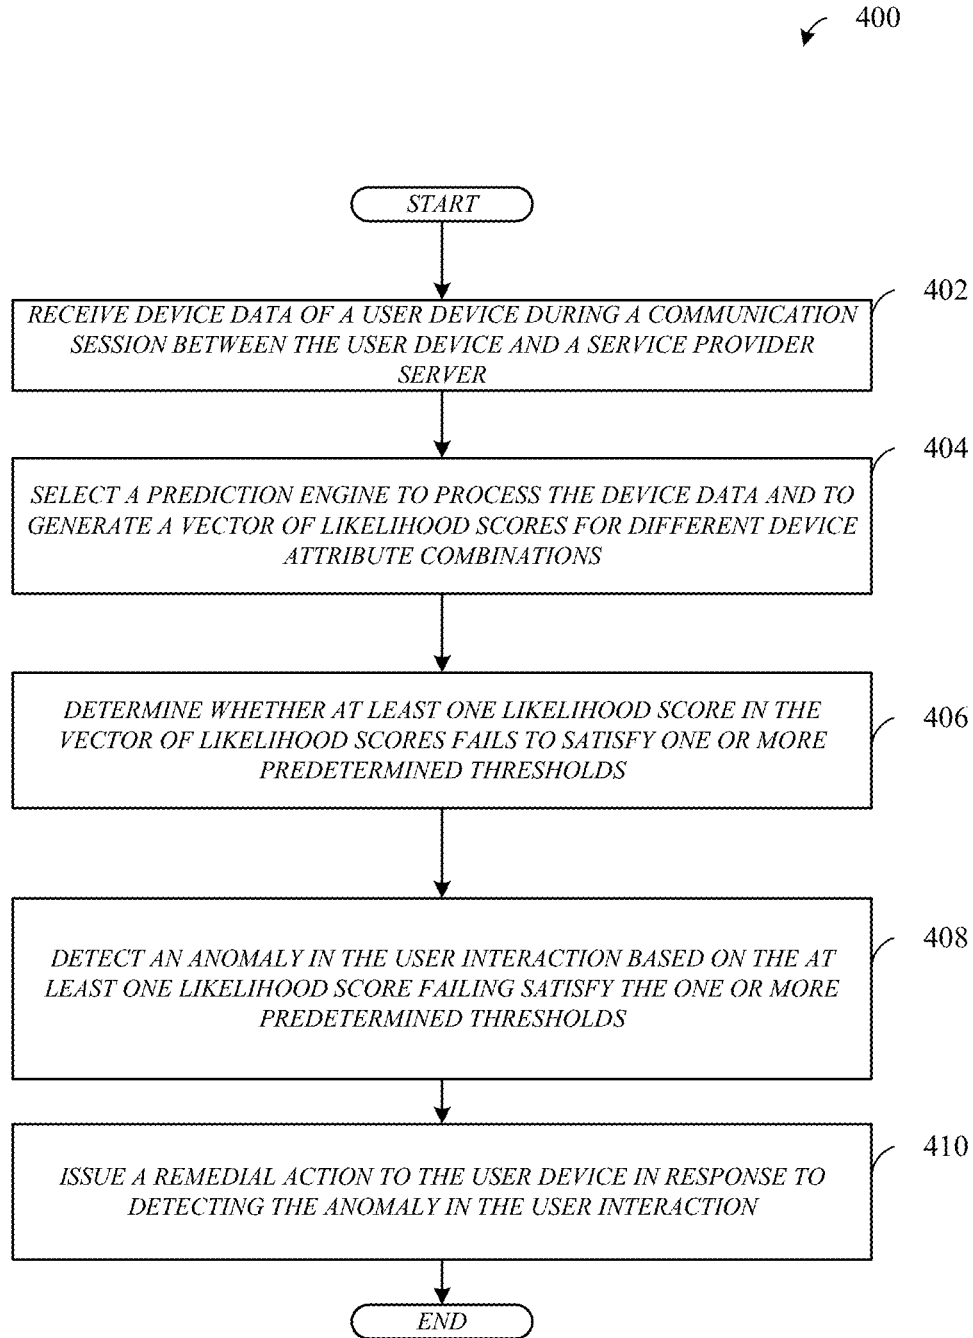 400
START
402
RECEIVE DEVICE DATA OF A USER DEVICE DURING A COMMUNICATION
SESSION BETWEEN THE USER DEVICE AND A SERVICE PROVIDER
SERVER
404
SELECT A PREDICTION ENGINE TO PROCESS THE DEVICE DATA AND TO
GENERATE A VECTOR OF LIKELIHOOD SCORES FOR DIFFERENT DEVICE
ATTRIBUTE COMBINATIONS
406
DETERMINE WHETHER AT LEAST ONE LIKELIHOOD SCORE IN THE
VECTOR OF LIKELIHOOD SCORES FAILS TO SATISFY ONE OR MORE
PREDETERMINED THRESHOLDS
408
DETECT AN ANOMALY IN THE USER INTERACTION BASED ON THE AT
LEAST ONE LIKELIHOOD SCORE FAILING SATISFY THE ONE OR MORE
PREDETERMINED THRESHOLDS
410
ISSUE A REMEDIAL ACTION TO THE USER DEVICE IN RESPONSE TO
DETECTING THE ANOMALY IN THE USER INTERACTION
END